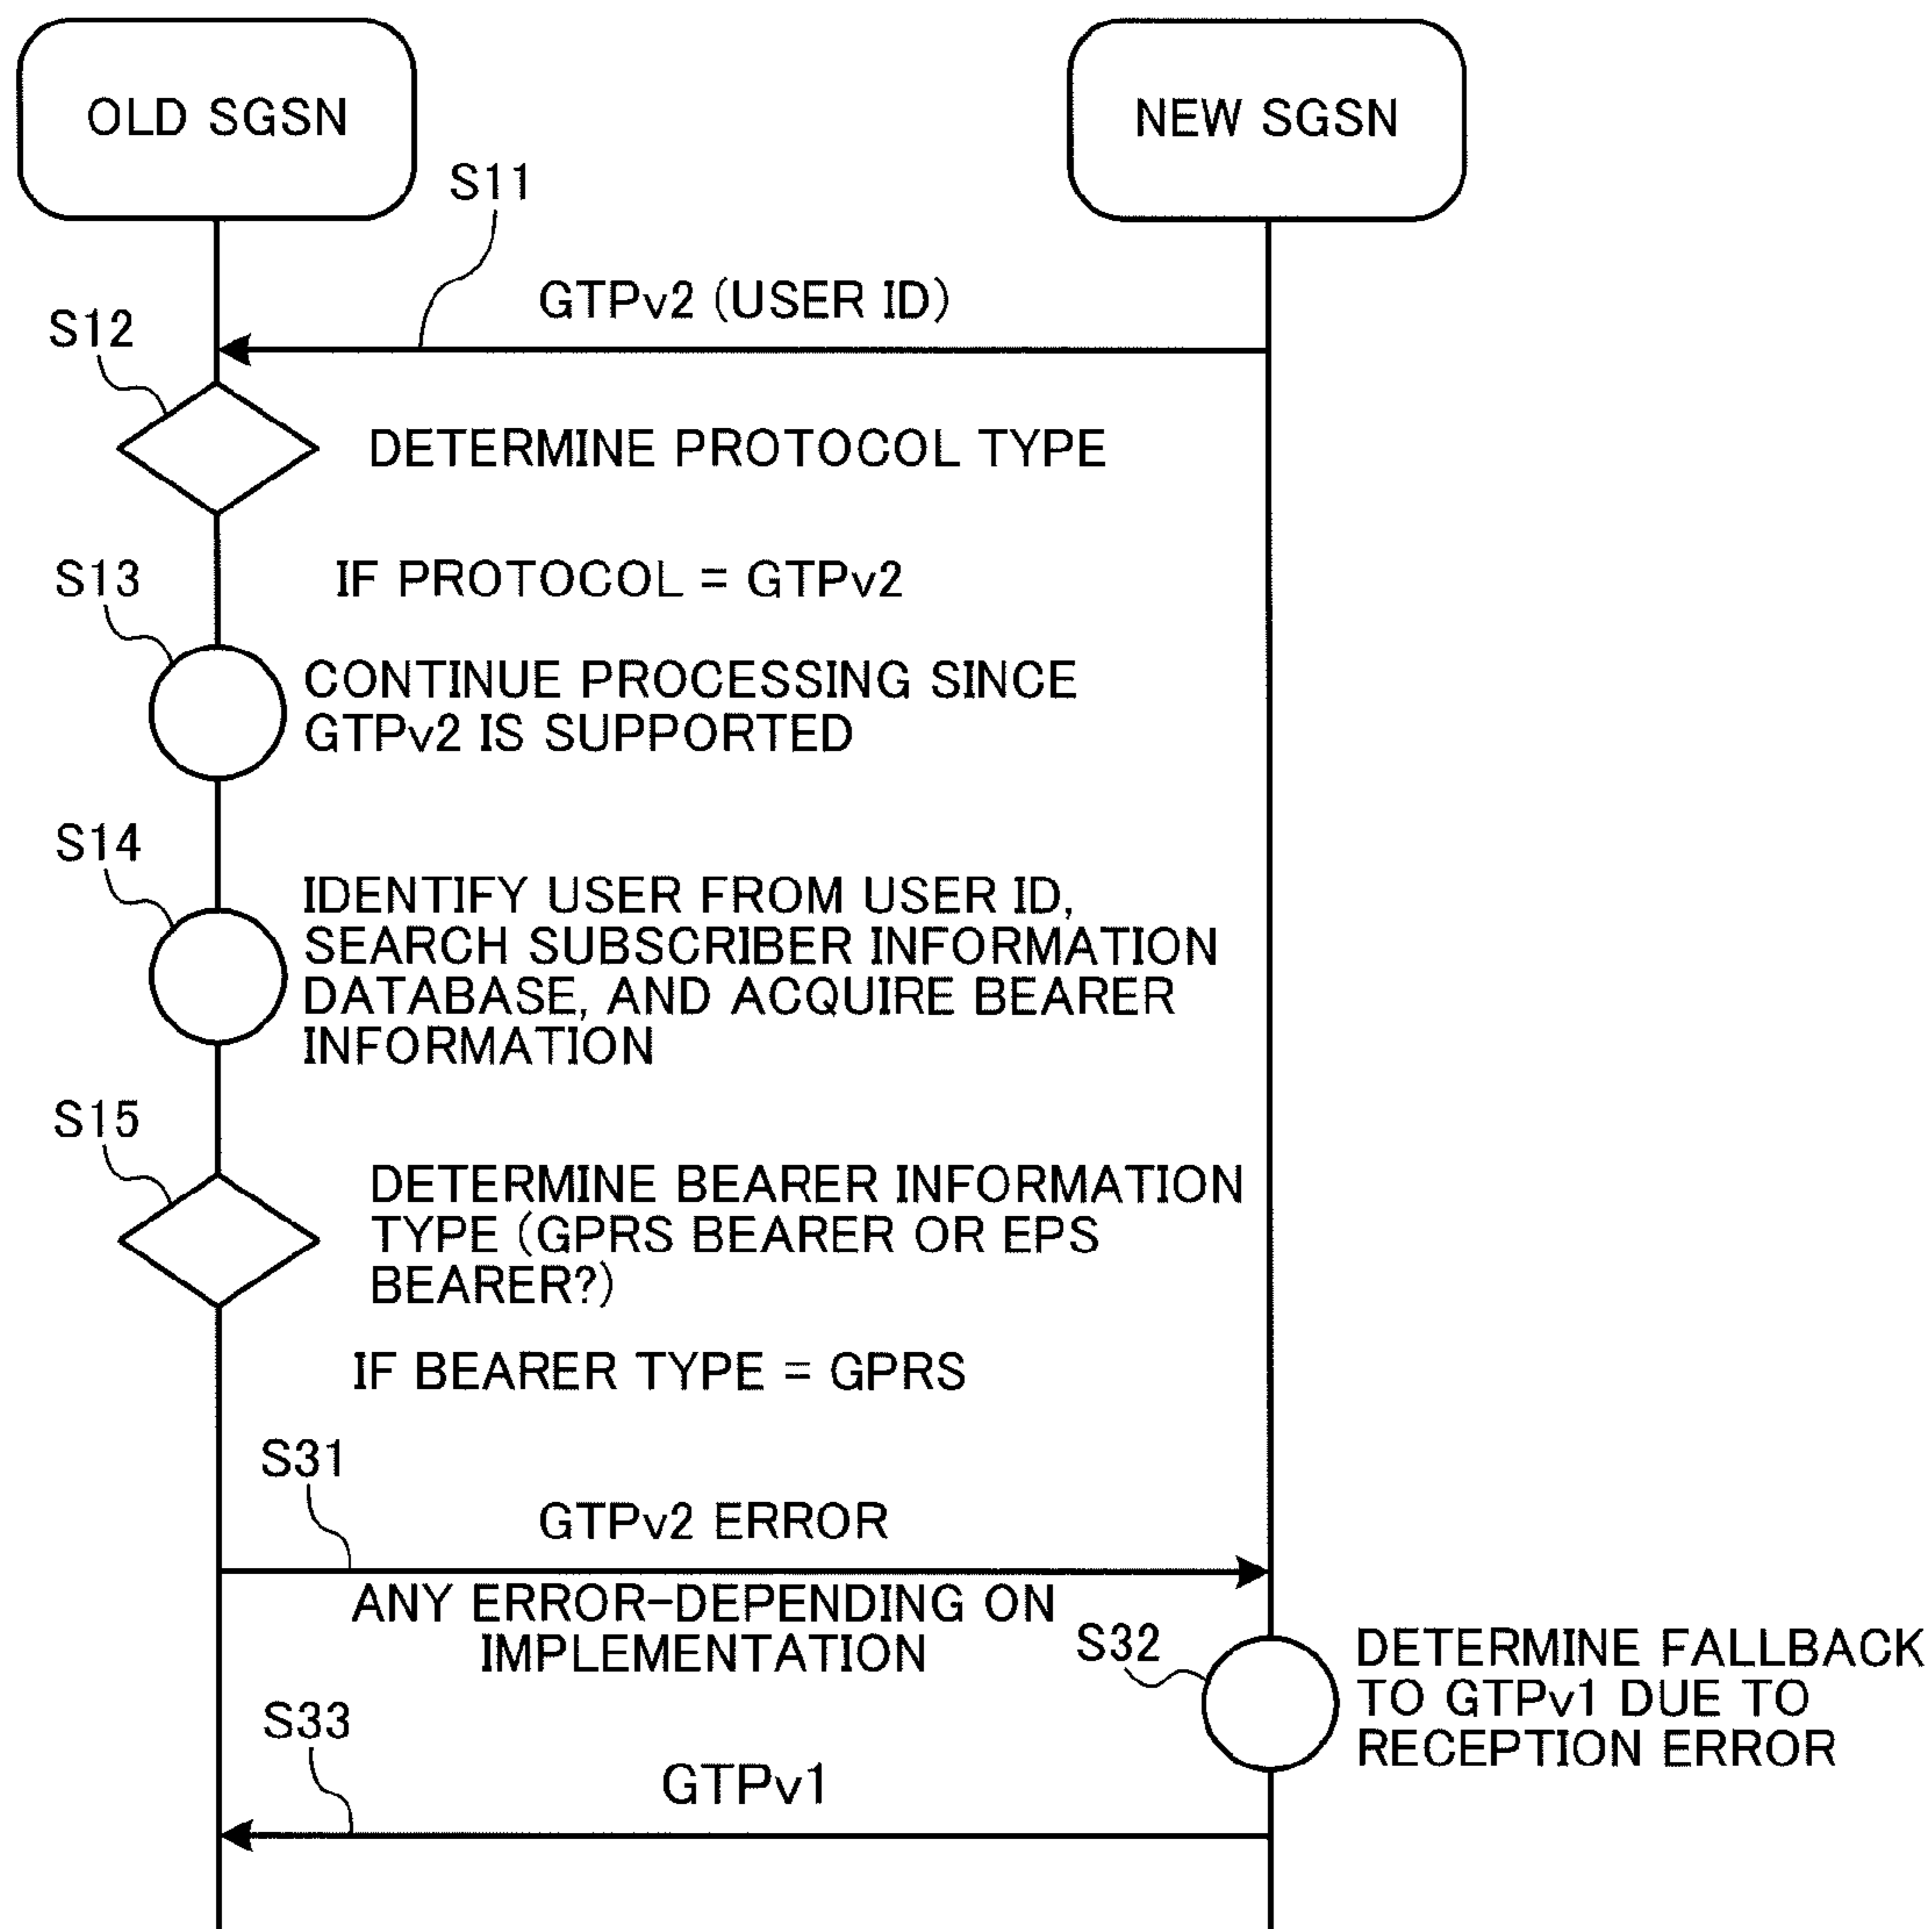 OLD SGSN
NEW SGSN
S11
GTPv2 (USER ID)
S12
DETERMINE PROTOCOL TYPE
S13
IF PROTOCOL = GTPv2
CONTINUE PROCESSING SINCE
GTPv2 IS SUPPORTED
S14
IDENTIFY USER FROM USER ID,
SEARCH SUBSCRIBER INFORMATION
DATABASE, AND ACQUIRE BEARER
INFORMATION
S15
DETERMINE BEARER INFORMATION
TYPE (GPRS BEARER OR EPS
BEARER?)
IF BEARER TYPE = GPRS
S31
GTPv2 ERROR
ANY ERROR-DEPENDING ON
IMPLEMENTATION
S32
DETERMINE FALLBACK
TO GTPv1 DUE TO
RECEPTION ERROR
S33
GTPv1